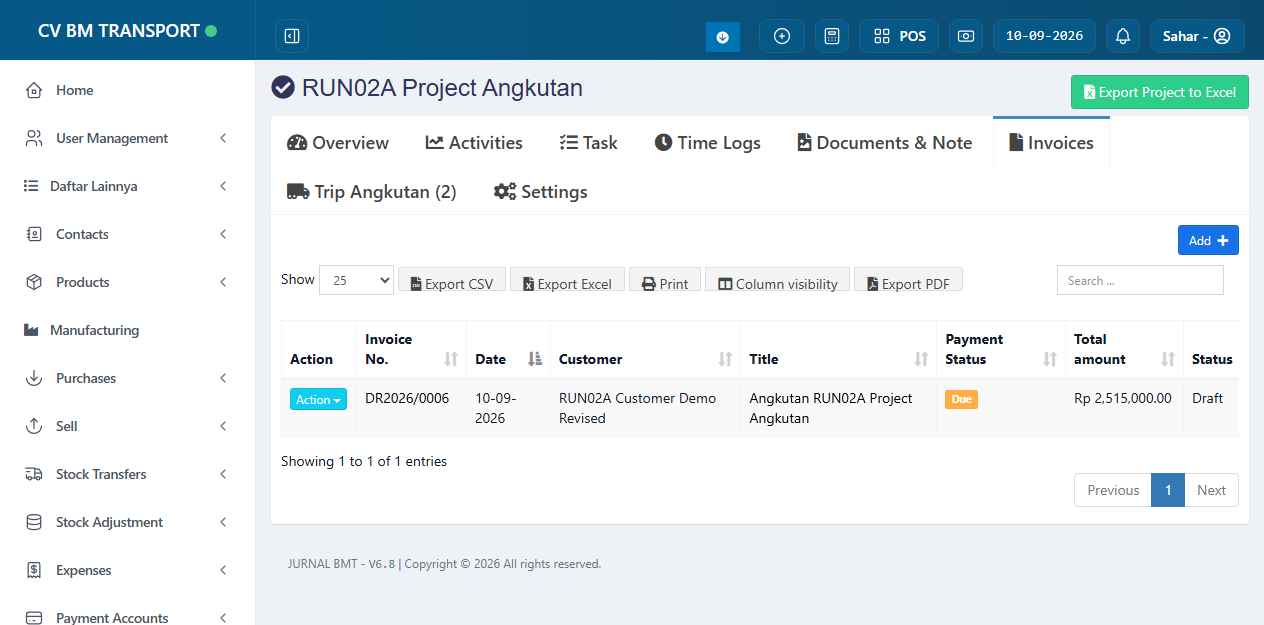 CV BM TRANSPORT
POS
10-09-2026
Sahar -
Home
User Management
Daftar Lainnya
Contacts
Products
Manufacturing
Purchases
Sell
Stock Transfers
Stock Adjustment
Expenses
Payment Accounts
RUN02A Project Angkutan
Export Project to Excel
Overview
Activities
Task
Time Logs
Documents & Note
Invoices
Trip Angkutan (2)
Settings
Add
Show 25
Export CSV
Export Excel
Print
Column visibility
Export PDF
Search ...
Action
Invoice No.
Date
Customer
Title
Payment Status
Total amount
Status
Action
DR2026/0006
10-09-
2026
RUN02A Customer Demo
Revised
Angkutan RUN02A Project
Angkutan
Due
Rp 2,515,000.00
Draft
Showing 1 to 1 of 1 entries
Previous
1
Next
JURNAL BMT - V6.8 | Copyright © 2026 All rights reserved.